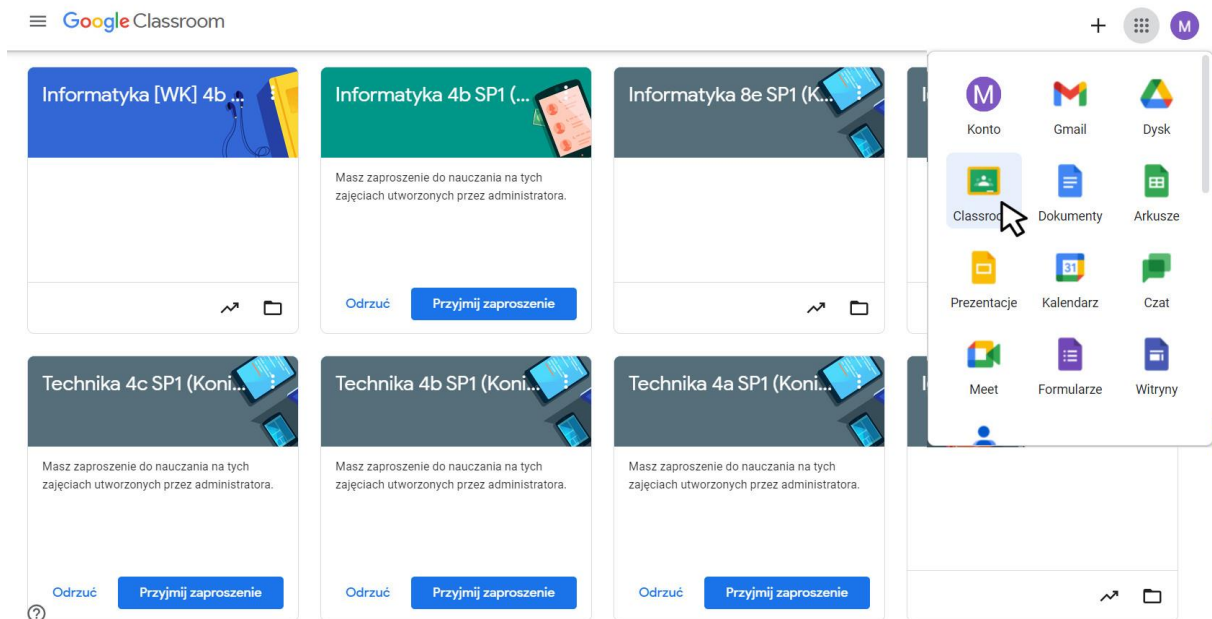 Google Classroom
M
Informatyka [WK] 4b ...
Informatyka 4b SP1 (...
Masz zaproszenie do nauczania na tych
zajęciach utworzonych przez administratora.
Odrzuć Przyjmij zaproszenie
Informatyka 8e SP1 (K...
M
Konto Gmail Dysk
Classroo Dokumenty Arkusze
31
Prezentacje Kalendarz Czat
Meet Formularze Witryny
Technika 4c SP1 (Koni...
Masz zaproszenie do nauczania na tych
zajęciach utworzonych przez administratora.
Odrzuć Przyjmij zaproszenie
Technika 4b SP1 (Koni...
Masz zaproszenie do nauczania na tych
zajęciach utworzonych przez administratora.
Odrzuć Przyjmij zaproszenie
Technika 4a SP1 (Koni...
Masz zaproszenie do nauczania na tych
zajęciach utworzonych przez administratora.
Odrzuć Przyjmij zaproszenie